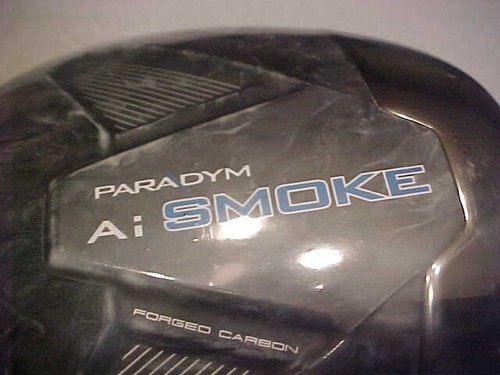 PARADYM
Ai SMOKE
FORGED CARBON